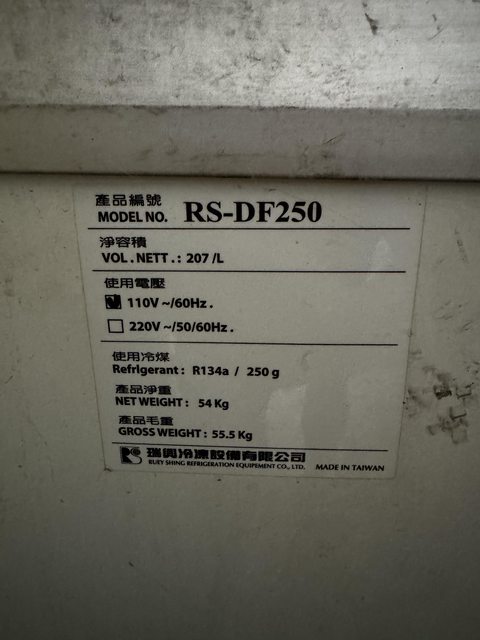 產品編號
MODEL NO. RS-DF250
淨容積
VOL. NETT.: 207 /L
使用電壓
110V ~/60Hz.
220V ~/50/60Hz.
使用冷煤
Refrlgerant: R134a / 250 g
產品淨重
NET WEIGHT: 54 Kg
產品毛重
GROSS WEIGHT: 55.5 Kg
瑞興冷凍設備有限公司
RUEY SHING REFRIGERATION EQUIPEMENT CO., LTD. MADE IN TAIWAN